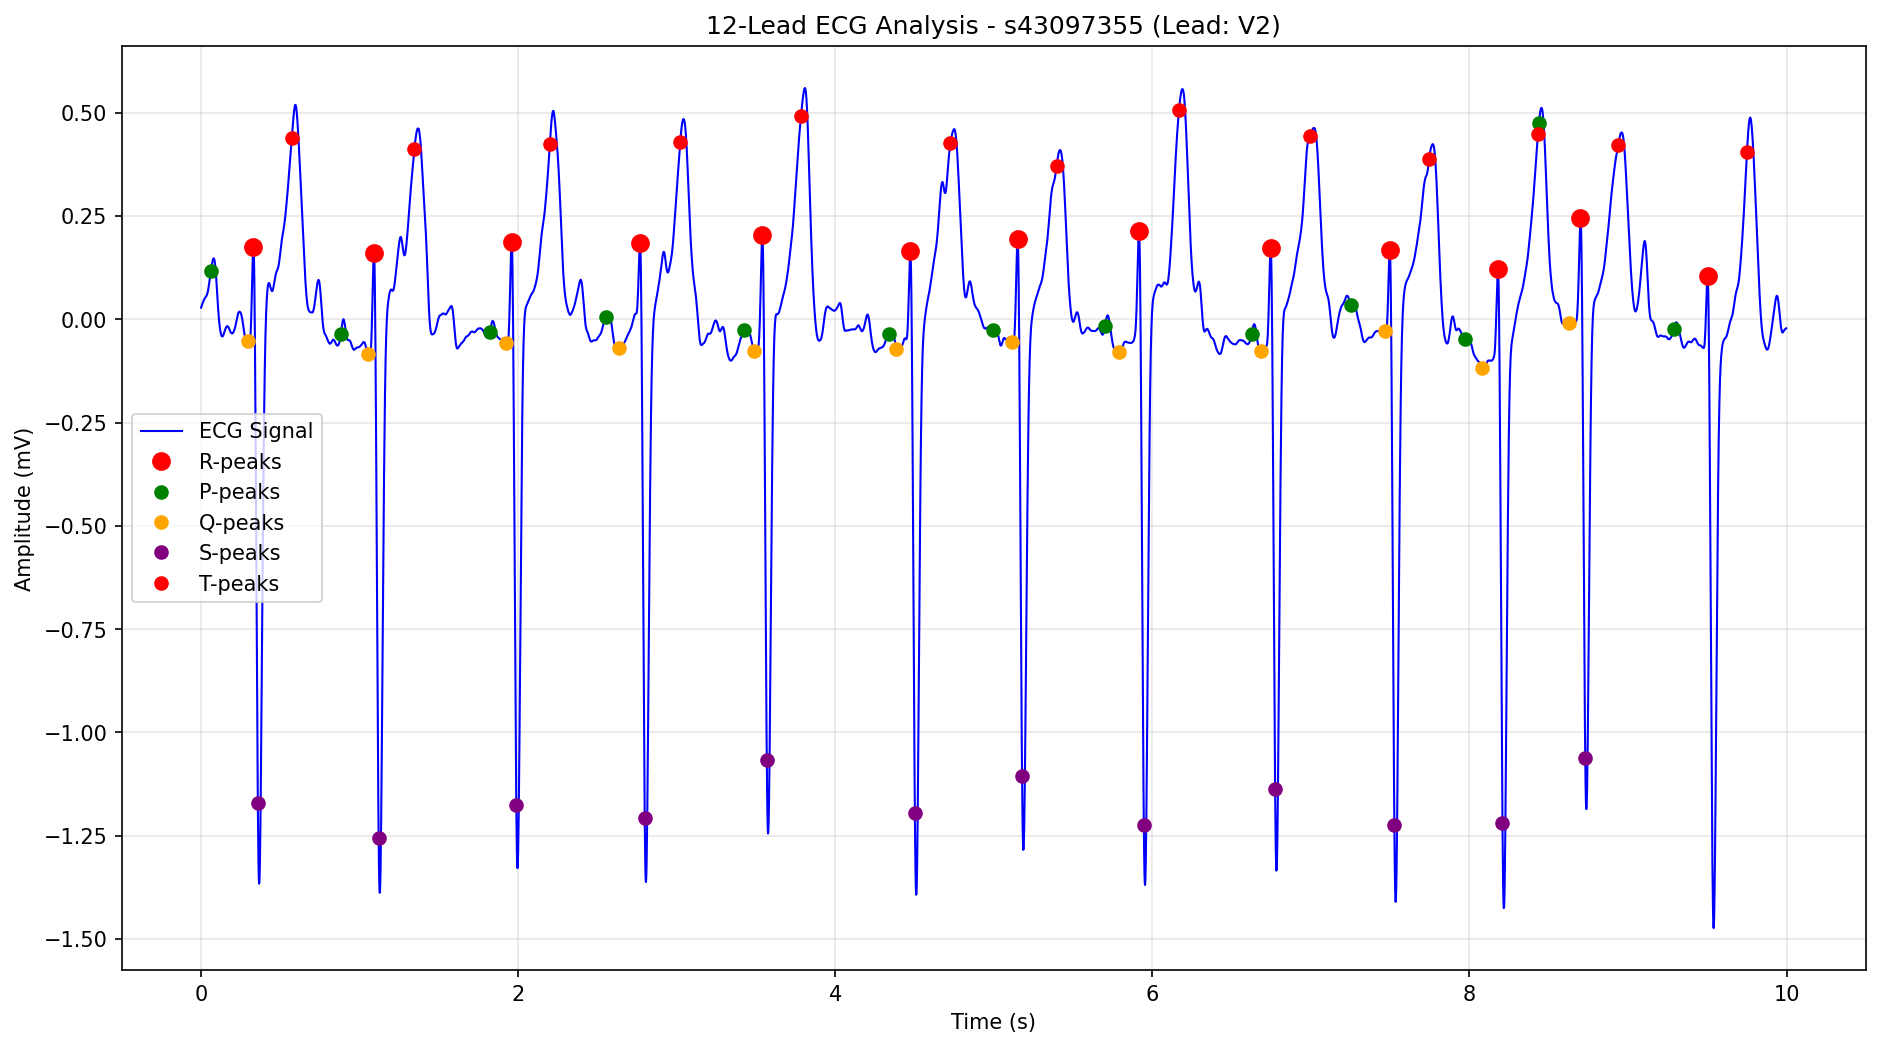 12-Lead ECG Analysis - s43097355 (Lead: V2)
Amplitude (mV)
0.50
0.25
0.00
−0.25
−0.50
−0.75
−1.00
−1.25
−1.50
ECG Signal
R-peaks
P-peaks
Q-peaks
S-peaks
T-peaks
0 2 4 6 8 10
Time (s)